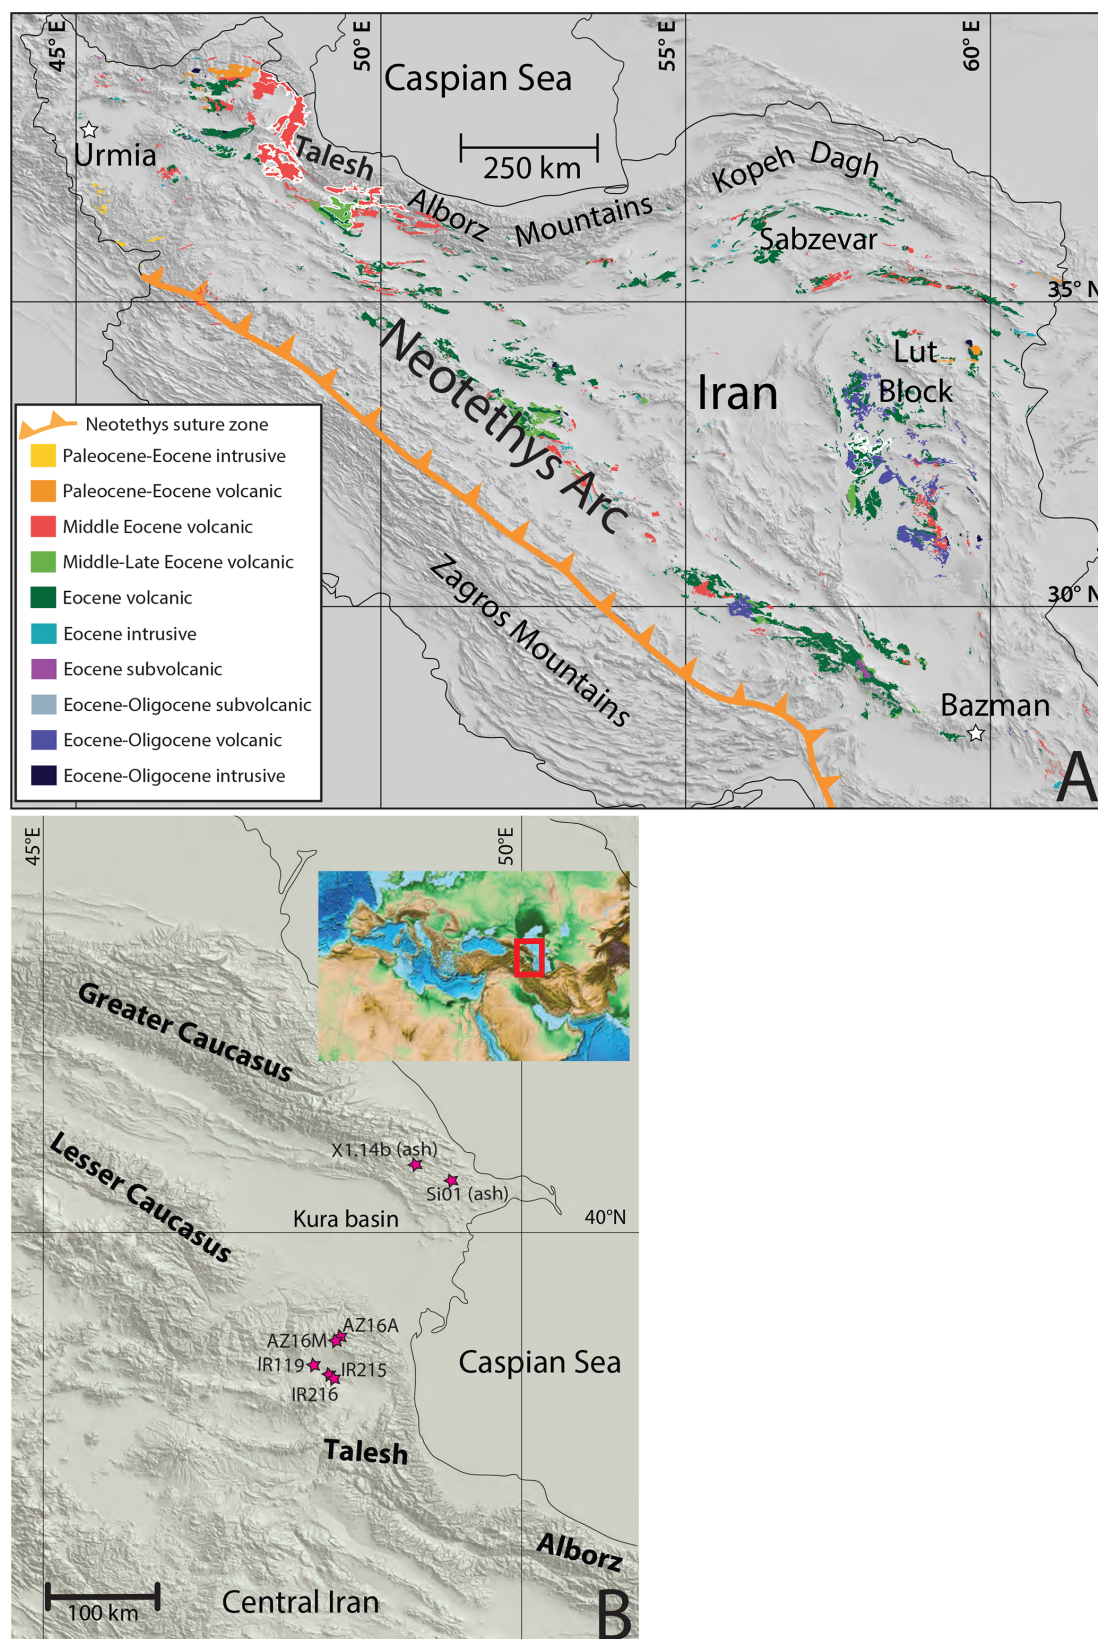 45° E
50° E
55° E
60° E
Caspian Sea
250 km
Urmia
Talesh
Alborz
Mountains
Kopeh Dagh
Sabzevar
35° N
Neotethys Arc
Iran
Lut
Block
Zagros Mountains
30° N
Bazman
Neotethys suture zone
Paleocene-Eocene intrusive
Paleocene-Eocene volcanic
Middle Eocene volcanic
Middle-Late Eocene volcanic
Eocene volcanic
Eocene intrusive
Eocene subvolcanic
Eocene-Oligocene subvolcanic
Eocene-Oligocene volcanic
Eocene-Oligocene intrusive
A
45°E
50°E
Greater Caucasus
Lesser Caucasus
X1.14b (ash)
Si01 (ash)
Kura basin
40°N
AZ16A
AZ16M
IR119
IR215
IR216
Caspian Sea
Talesh
Alborz
100 km
Central Iran
B